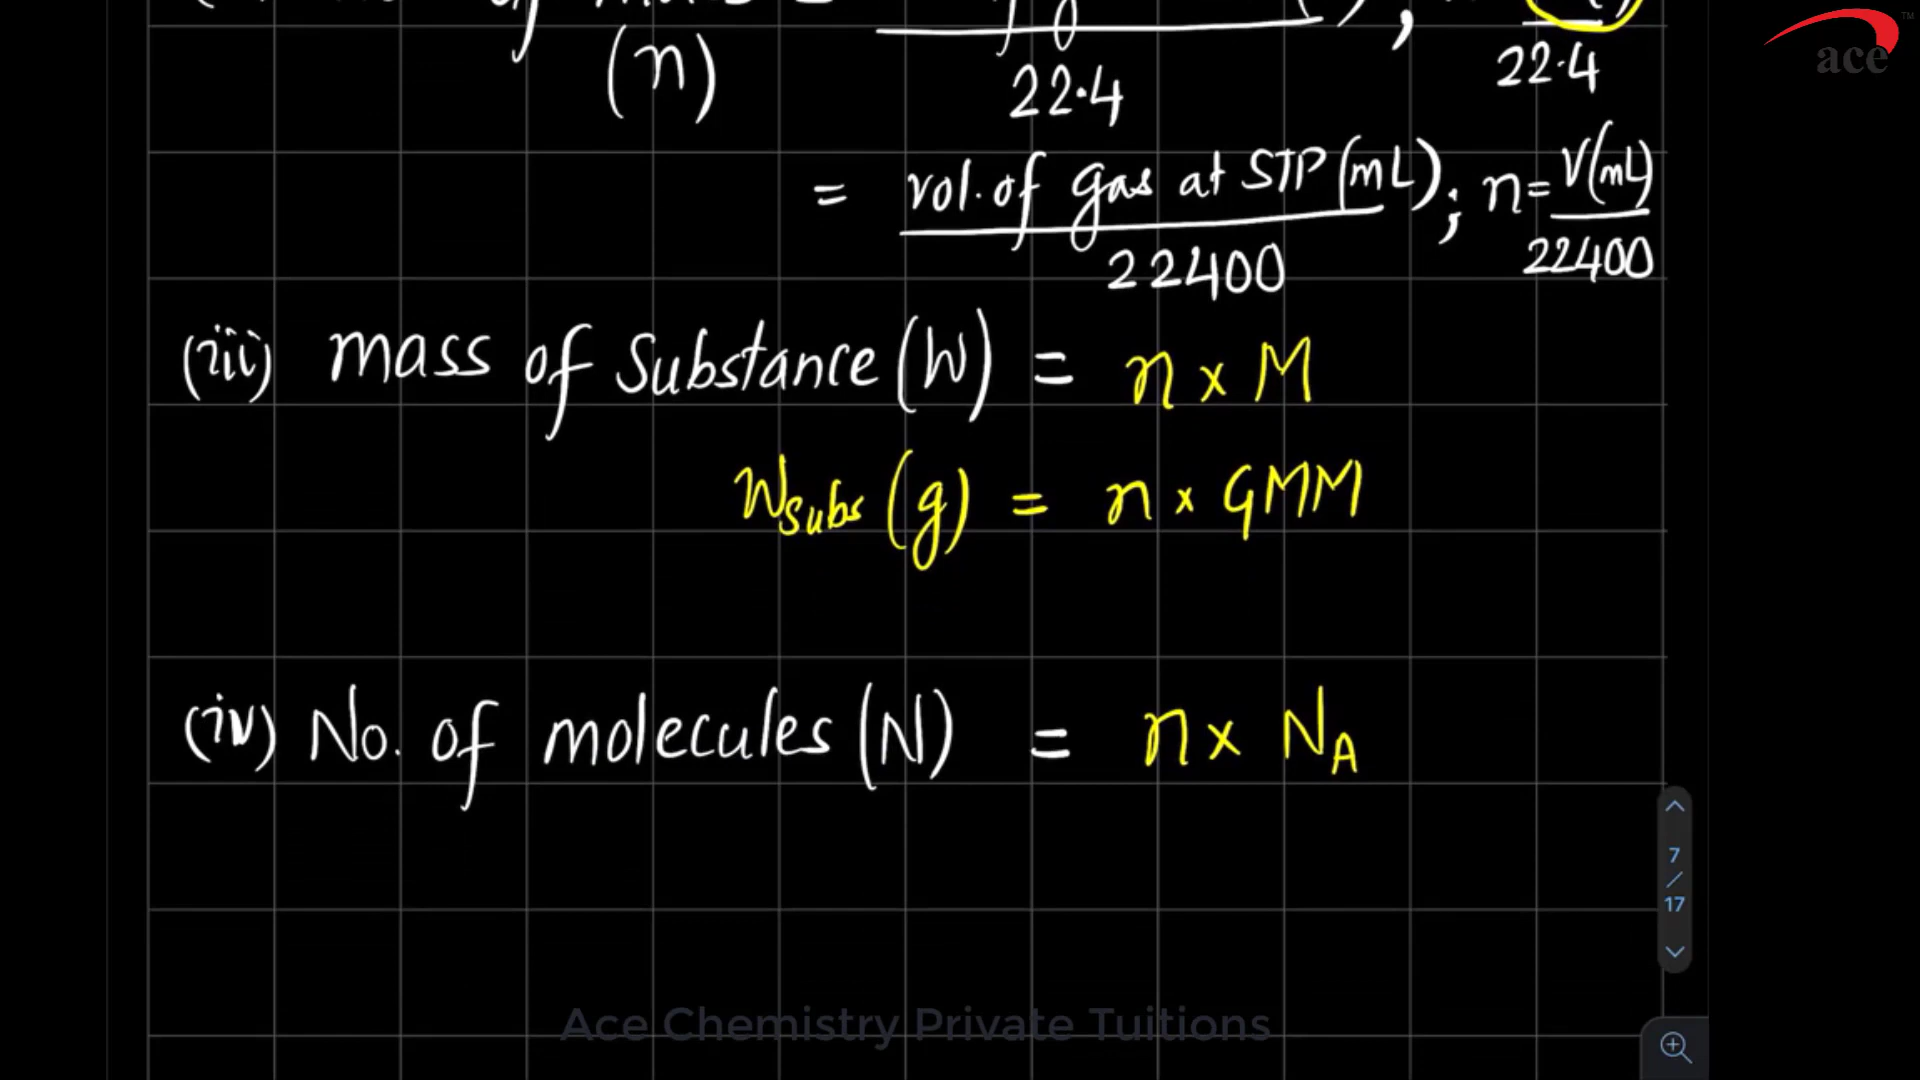 (n)
22.4
22.4
= vol. of gas at STP (mL) ; n = V(mL)
22400
22400
(iii) mass of Substance (W) = n x M
Wsubs (g) = n x GMM
(iv) No. of molecules (N) = n x NA
7
/
17
Ace Chemistry Private Tuitions
ace
TM